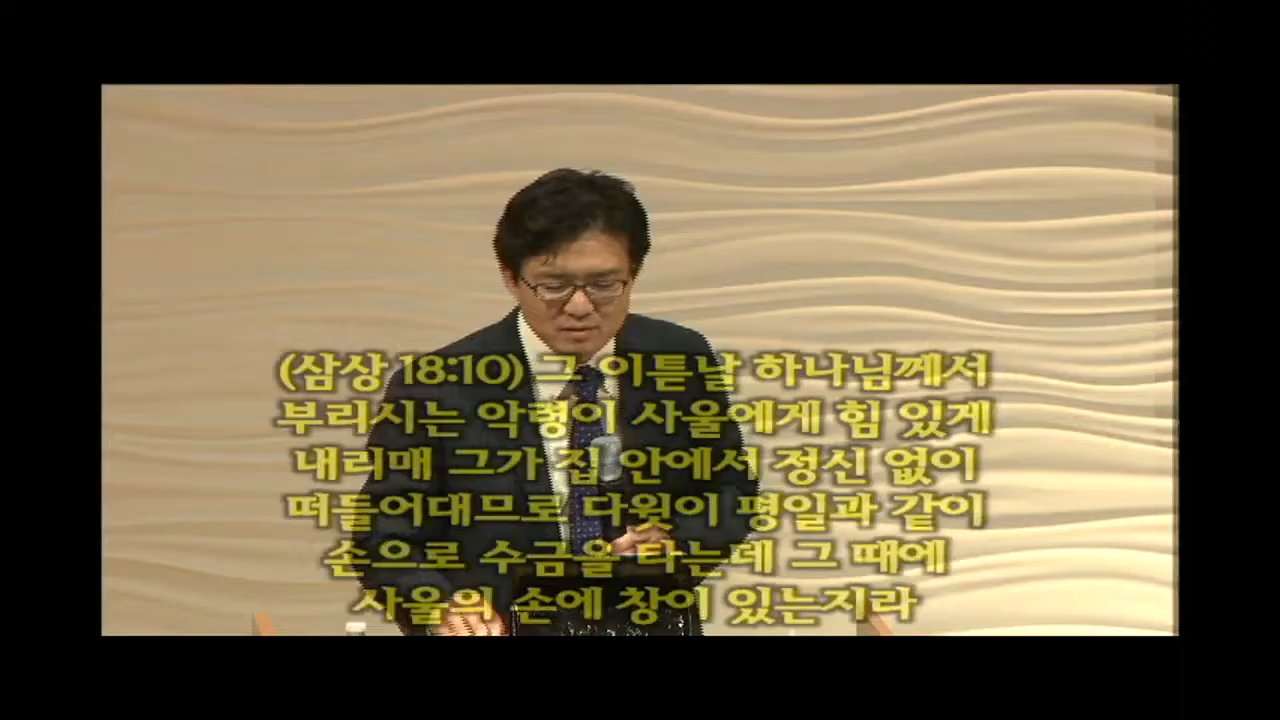 (삼상 18:10) 그 이튿날 하나님께서
부리시는 악령이 사울에게 힘 있게
내리매 그가 집 안에서 정신 없이
떠들어대므로 다윗이 평일과 같이
손으로 수금을 타는데 그 때에
사울의 손에 창이 있는지라